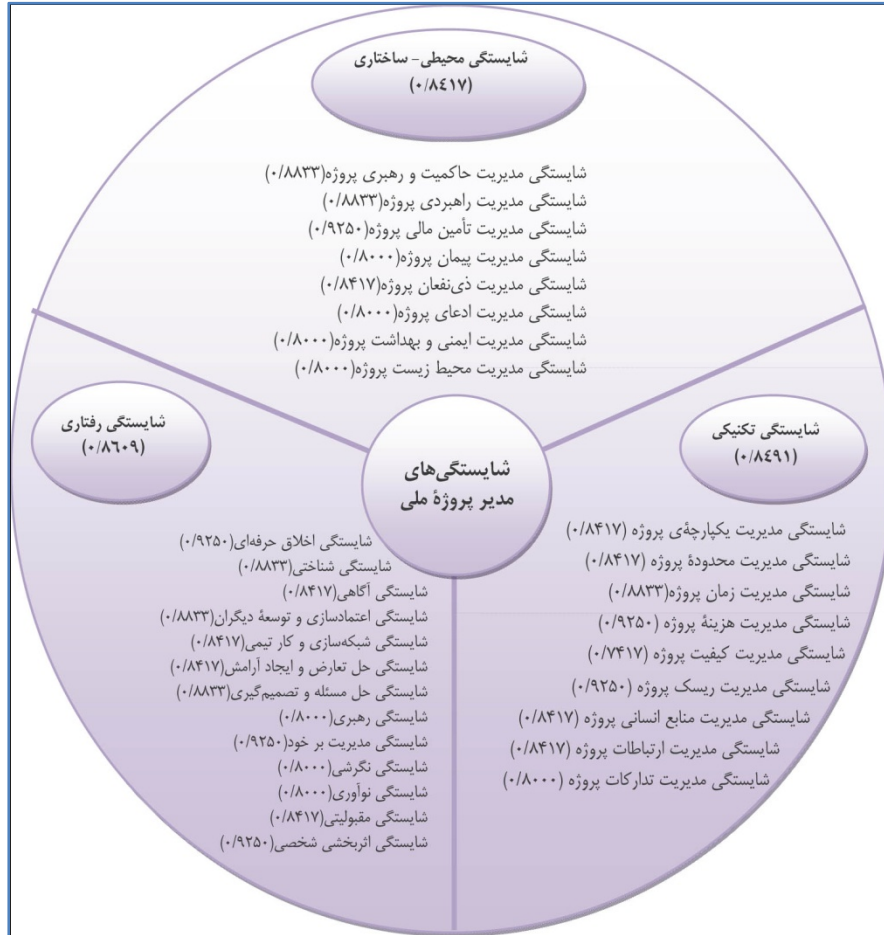 شایستگی محیطی- ساختاری
(۰/۸٤۱۷)
شایستگی مدیریت حاکمیت و رهبری پروژه(۰/۸۸۳۳)
شایستگی مدیریت راهبردی پروژه(۰/۸۸۳۳)
شایستگی مدیریت تأمین مالی پروژه(۰/۹۲۵۰)
شایستگی مدیریت پیمان پروژه(۰/۸۰۰۰)
شایستگی مدیریت ذی‌نفعان پروژه(۰/۸۴۱۷)
شایستگی مدیریت ادعای پروژه(۰/۸۰۰۰)
شایستگی مدیریت ایمنی و بهداشت پروژه(۰/۸۰۰۰)
شایستگی مدیریت محیط زیست پروژه(۰/۸۰۰۰)
شایستگی‌های
مدیر پروژهٔ ملی
شایستگی تکنیکی
(۰/۸٤۹۱)
شایستگی مدیریت یکپارچه‌ی پروژه (۰/۸۴۱۷)
شایستگی مدیریت محدودهٔ پروژه (۰/۸۴۱۷)
شایستگی مدیریت زمان پروژه(۰/۸۸۳۳)
شایستگی مدیریت هزینهٔ پروژه (۰/۹۲۵۰)
شایستگی مدیریت کیفیت پروژه (۰/۷۴۱۷)
شایستگی مدیریت ریسک پروژه (۰/۹۲۵۰)
شایستگی مدیریت منابع انسانی پروژه (۰/۸۴۱۷)
شایستگی مدیریت ارتباطات پروژه (۰/۸۴۱۷)
شایستگی مدیریت تدارکات پروژه (۰/۸۰۰۰)
شایستگی رفتاری
(۰/۸٦۰۹)
شایستگی اخلاق حرفه‌ای(۰/۹۲۵۰)
شایستگی شناختی(۰/۸۸۳۳)
شایستگی آگاهی(۰/۸۴۱۷)
شایستگی اعتمادسازی و توسعهٔ دیگران(۰/۸۸۳۳)
شایستگی شبکه‌سازی و کار تیمی(۰/۸۴۱۷)
شایستگی حل تعارض و ایجاد آرامش(۰/۸۴۱۷)
شایستگی حل مسئله و تصمیم‌گیری(۰/۸۸۳۳)
شایستگی رهبری(۰/۸۰۰۰)
شایستگی مدیریت بر خود(۰/۹۲۵۰)
شایستگی نگرشی(۰/۸۰۰۰)
شایستگی نوآوری(۰/۸۰۰۰)
شایستگی مقبولیتی(۰/۸۴۱۷)
شایستگی اثربخشی شخصی(۰/۹۲۵۰)